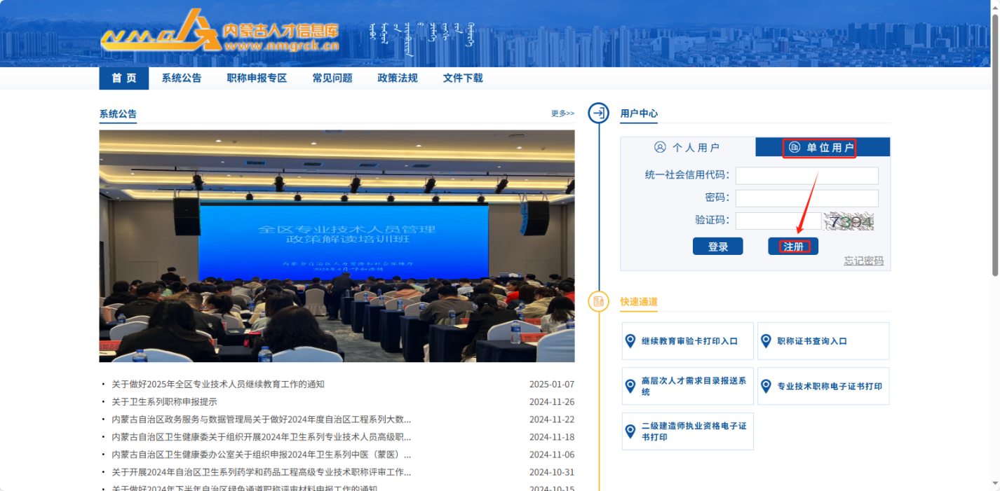 NMG人 内蒙古人才信息库
www.nmgrck.cn
首 页 系统公告 职称申报专区 常见问题 政策法规 文件下载
系统公告 更多>>
全区专业技术人员管理
政策解读培训班
关于做好2025年全区专业技术人员继续教育工作的通知 2025-01-07
关于卫生系列职称申报提示 2024-11-26
内蒙古自治区政务服务与数据管理局关于做好2024年度自治区工程系列大数... 2024-11-22
内蒙古自治区卫生健康委关于组织开展2024年卫生系列专业技术人员高级职... 2024-11-18
内蒙古自治区卫生健康委办公室关于组织申报2024年卫生系列中医（蒙医）... 2024-11-06
关于开展2024年自治区卫生系列药学和药品工程高级专业技术职称评审工作... 2024-10-31
关于做好2024年下半年自治区绿色通道职称评审材料申报工作的通知 2024-10-15
用户中心
个人用户 单位用户
统一社会信用代码：
密码：
验证码： 7394
登录 注册
忘记密码
快速通道
继续教育审验卡打印入口 职称证书查询入口
高层次人才需求目录报送系
统
专业技术职称电子证书打印
二级建造师执业资格电子证
书打印